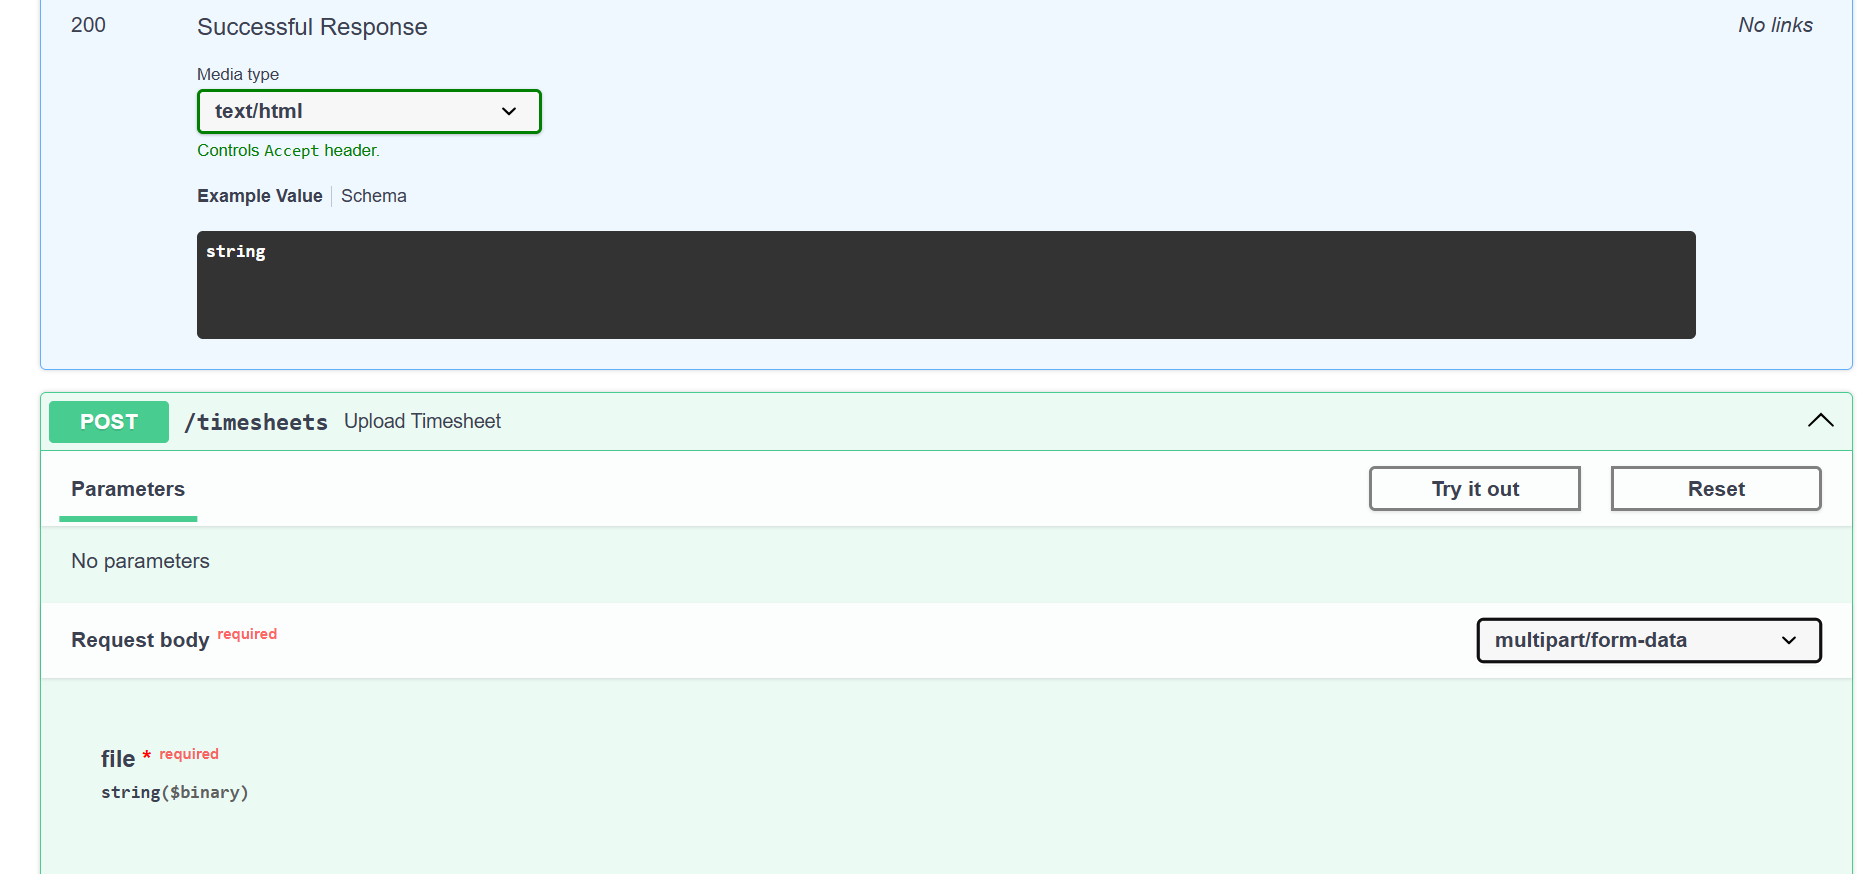 200 Successful Response No links
Media type
text/html
Controls Accept header.
Example Value Schema
string
POST /timesheets Upload Timesheet
Parameters Try it out Reset
No parameters
Request body required multipart/form-data
file * required
string($binary)